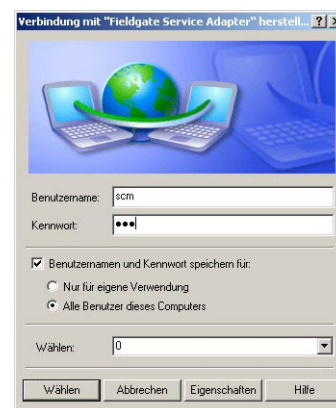 Verbindung mit "Fieldgate Service Adapter" herstell...
Benutzername: scm
Kennwort: •••
Benutzernamen und Kennwort speichern für:
Nur für eigene Verwendung
Alle Benutzer dieses Computers
Wählen: 0
Wählen Abbrechen Eigenschaften Hilfe